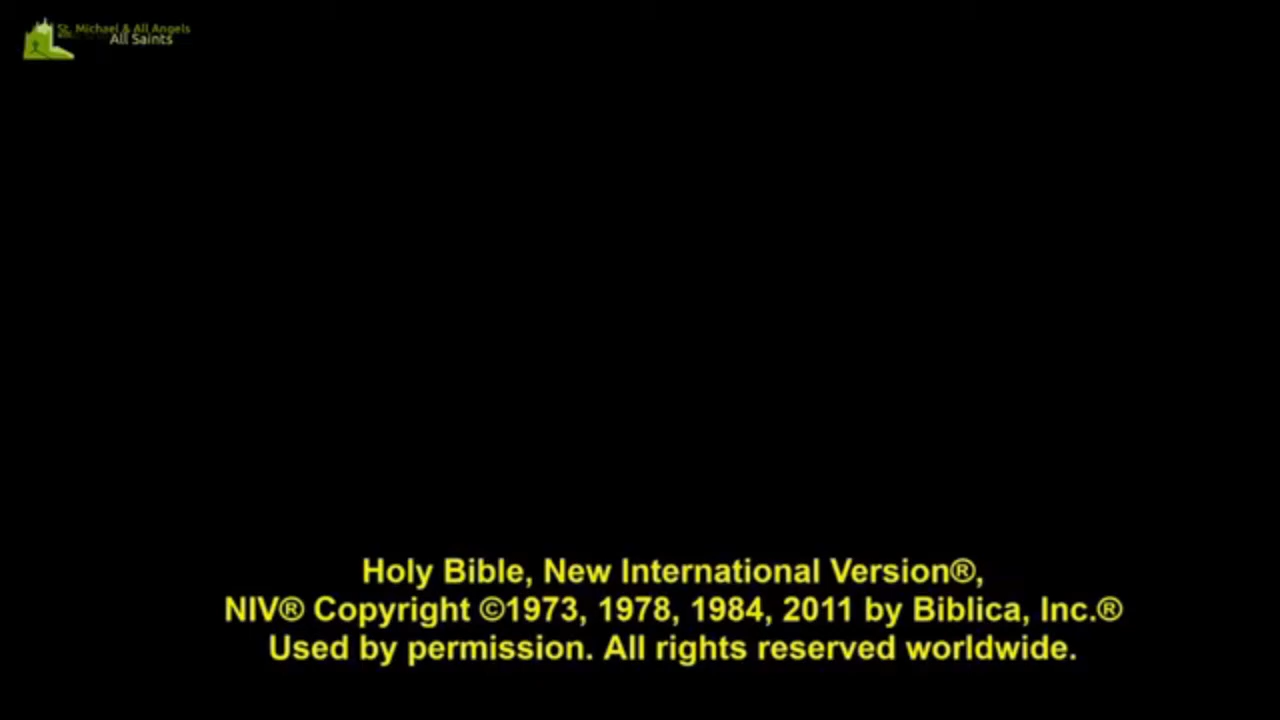 St. Michael & All Angels
All Saints
Holy Bible, New International Version®,
NIV® Copyright ©1973, 1978, 1984, 2011 by Biblica, Inc.®
Used by permission. All rights reserved worldwide.